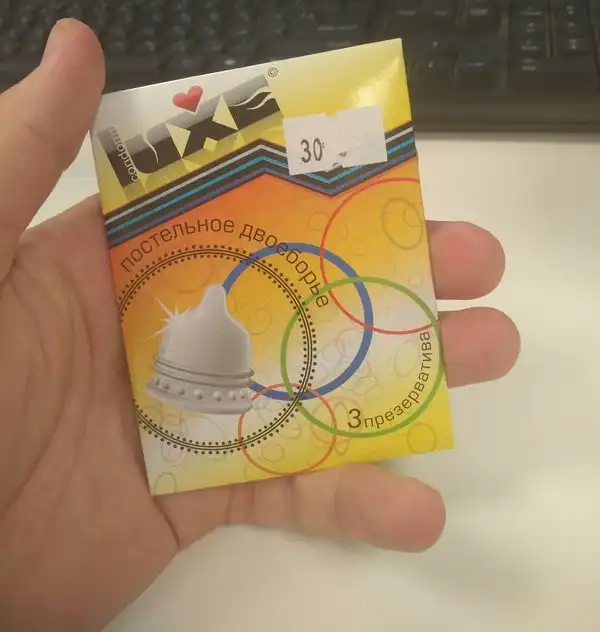 LUXE
©
condoms
30
постельное двоеборье
3 презерватива